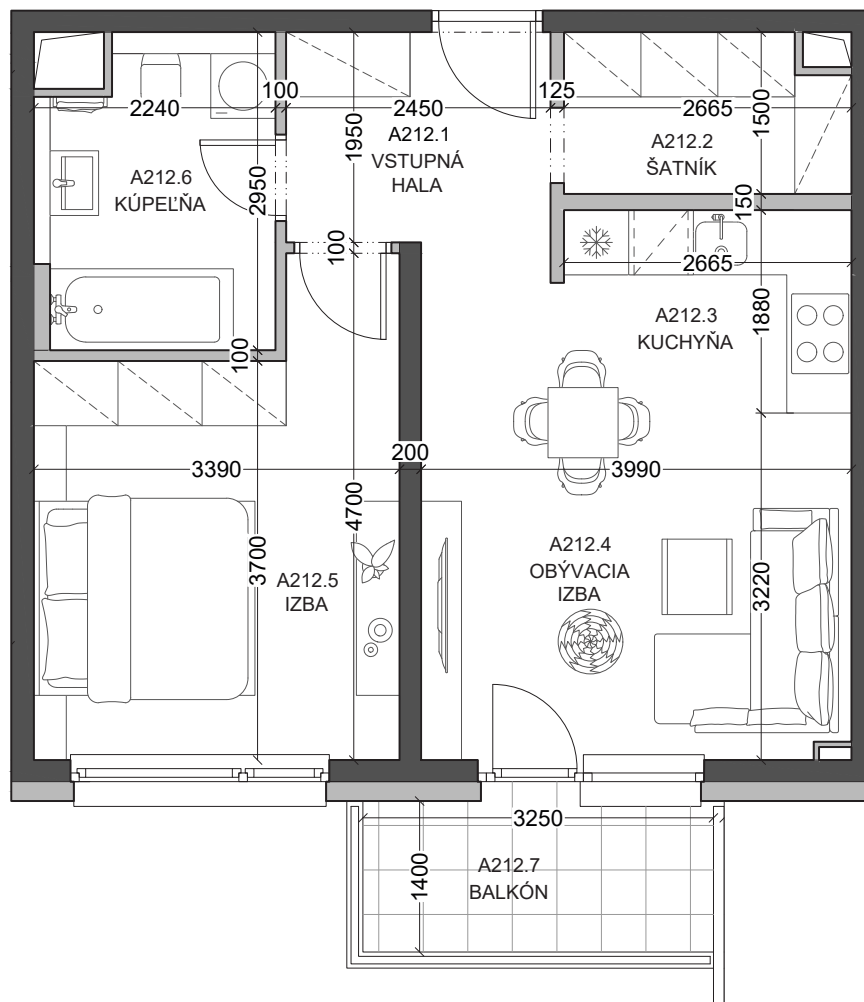 2240
100
2450
125
2665
1500
1950
2950
A212.1
VSTUPNÁ
HALA
A212.2
ŠATNÍK
A212.6
KÚPEĽŇA
150
100
2665
A212.3
KUCHYŇA
1880
100
3390
200
3990
4700
3700
A212.5
IZBA
A212.4
OBÝVACIA
IZBA
3220
3250
1400
A212.7
BALKÓN